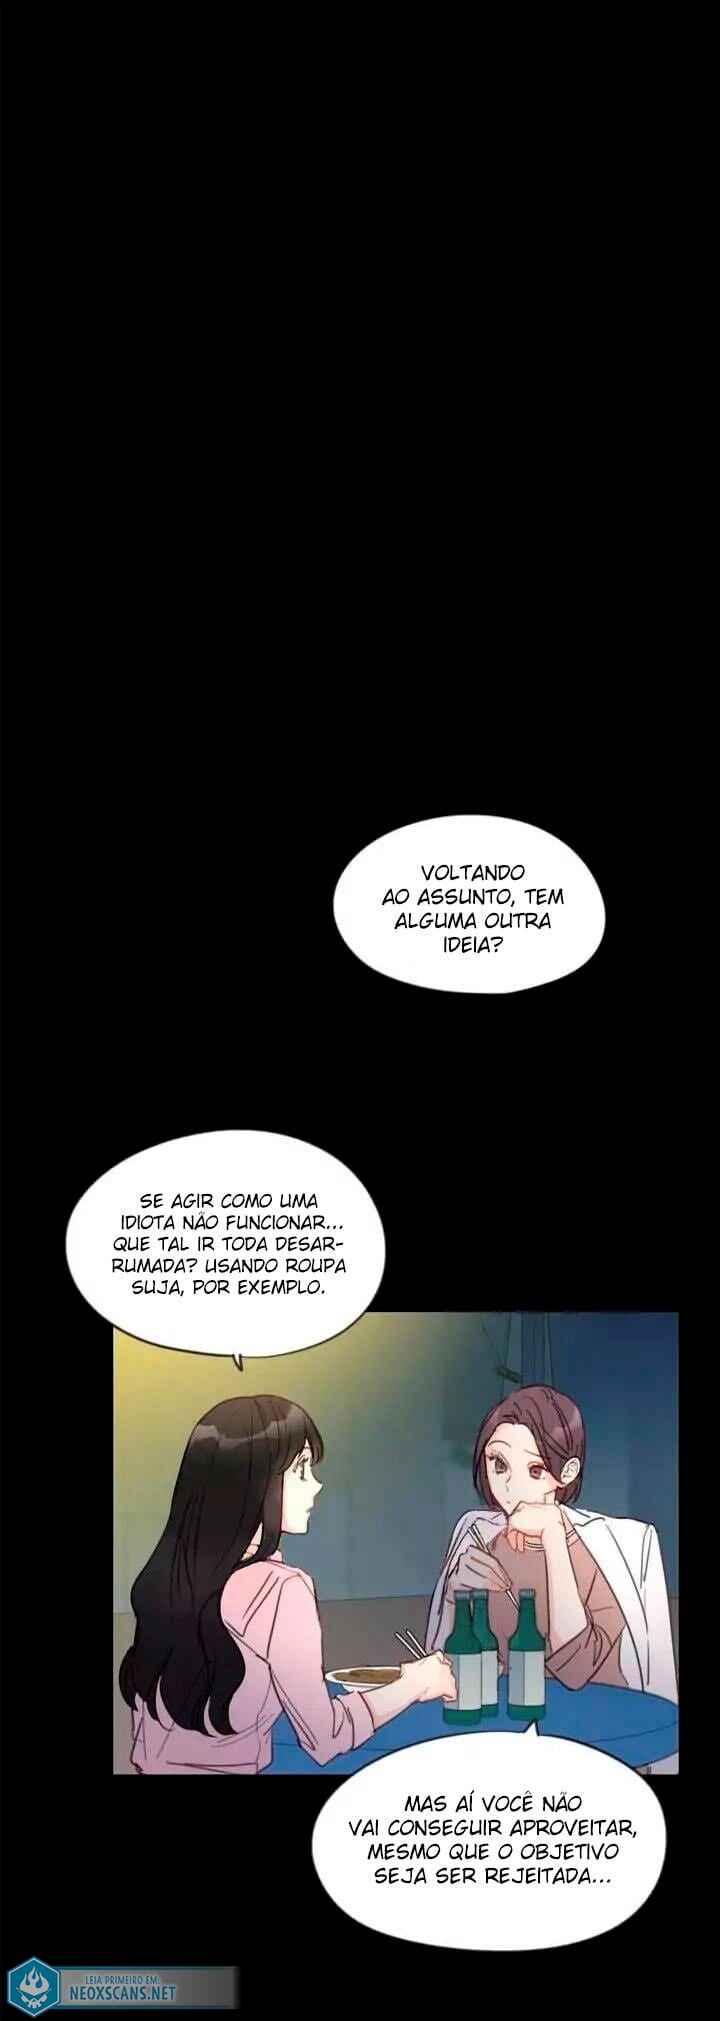 VOLTANDO
AO ASSUNTO, TEM
ALGUMA OUTRA
IDEIA?
SE AGIR COMO UMA
IDIOTA NÃO FUNCIONAR...
QUE TAL IR TODA DESAR-
RUMADA? USANDO ROUPA
SUJA, POR EXEMPLO.
MAS AÍ VOCÊ NÃO
VAI CONSEGUIR APROVEITAR,
MESMO QUE O OBJETIVO
SEJA SER REJEITADA...
LEIA PRIMEIRO EM:
NEOXSCANS.NET